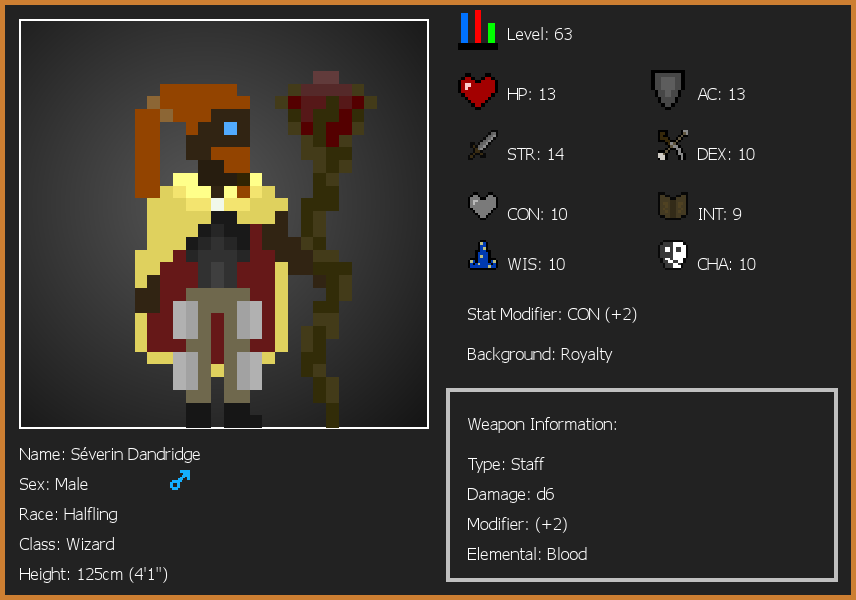 Level: 63
HP: 13
AC: 13
STR: 14
DEX: 10
CON: 10
INT: 9
WIS: 10
CHA: 10
Stat Modifier: CON (+2)
Background: Royalty
Weapon Information:
Type: Staff
Damage: d6
Modifier: (+2)
Elemental: Blood
Name: Séverin Dandridge
Sex: Male
Race: Halfling
Class: Wizard
Height: 125cm (4'1")